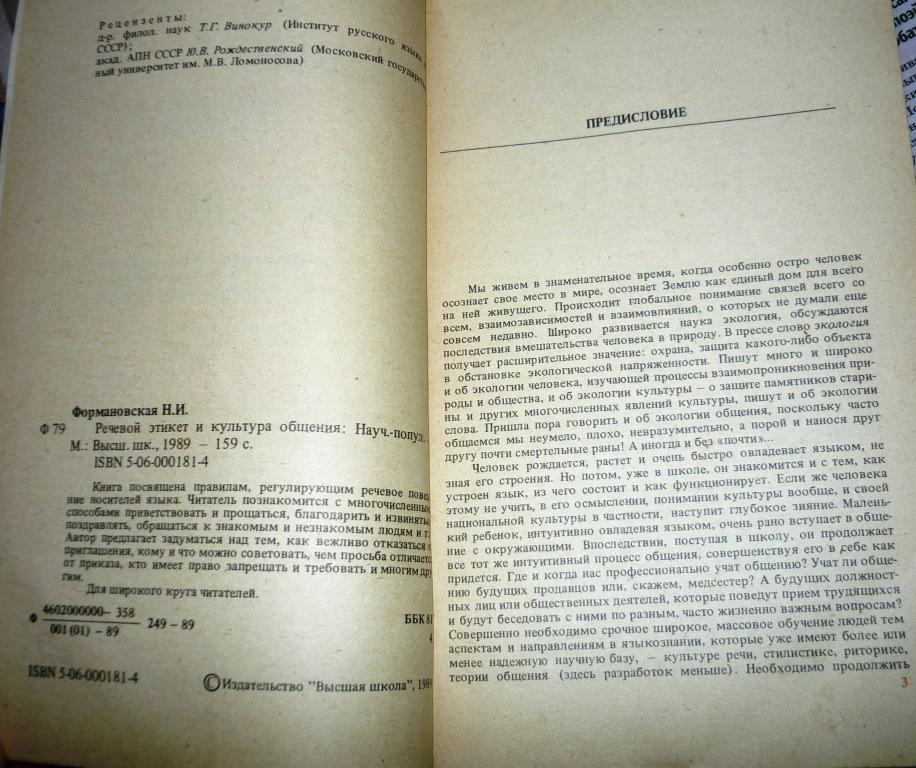 Рецензенты:
д-р. филол. наук Т.Г. Винокур (Институт русского языка
СССР);
акад. АПН СССР Ю.В. Рождественский (Московский государствен-
ный университет им. М.В. Ломоносова)
Формановская Н.И.
Ф 79 Речевой этикет и культура общения: Науч.-попул.
М.: Высш. шк., 1989 — 159 с.
ISBN 5-06-000181-4
Книга посвящена правилам, регулирующим речевое повед
ние носителей языка. Читатель познакомится с многочисленным
способами приветствовать и прощаться, благодарить и извинятьс
поздравлять, обращаться к знакомым и незнакомым людям и т.
Автор предлагает задуматься над тем, как вежливо отказаться о
приглашения, кому и что можно советовать, чем просьба отличаетс
от приказа, кто имеет право запрещать и требовать и многим дру
гим.
Для широкого круга читателей.
4602000000— 358
001 (01) — 89
249 — 89
ББК 81
4
ISBN 5-06-000181-4
© Издательство "Высшая школа", 1989
ПРЕДИСЛОВИЕ
Мы живем в знаменательное время, когда особенно остро человек
осознает свое место в мире, осознает Землю как единый дом для всего
на ней живущего. Происходит глобальное понимание связей всего со
всем, взаимозависимостей и взаимовлияний, о которых не думали еще
совсем недавно. Широко развивается наука экология, обсуждаются
последствия вмешательства человека в природу. В прессе слово экология
получает расширительное значение: охрана, защита какого-либо объекта
в обстановке экологической напряженности. Пишут много и широко
и об экологии человека, изучающей процессы взаимопроникновения при-
роды и общества, и об экологии культуры — о защите памятников стари-
ны и других многочисленных явлений культуры, пишут и об экологии
слова. Пришла пора говорить и об экологии общения, поскольку часто
общаемся мы неумело, плохо, невразумительно, а порой и нанося друг
другу почти смертельные раны! А иногда и без «почти»...
Человек рождается, растет и очень быстро овладевает языком, не
зная его строения. Но потом, уже в школе, он знакомится и с тем, как
устроен язык, из чего состоит и как функционирует. Если же человека
этому не учить, в его осмыслении, понимании культуры вообще, и своей
национальной культуры в частности, наступит глубокое зияние. Малень-
кий ребенок, интуитивно овладевая языком, очень рано вступает в обще-
ние с окружающими. Впоследствии, поступая в школу, он продолжает
все тот же интуитивный процесс общения, совершенствуя его в себе как
придется. Где и когда нас профессионально учат общению? Учат ли обще-
нию будущих продавцов или, скажем, медсестер? А будущих должност-
ных лиц или общественных деятелей, которые поведут прием трудящихся
и будут беседовать с ними по разным, часто жизненно важным вопросам?
Совершенно необходимо срочное широкое, массовое обучение людей тем
аспектам и направлениям в языкознании, которые уже имеют более или
менее надежную научную базу, — культуре речи, стилистике, риторике,
теории общения (здесь разработок меньше). Необходимо продолжить
3